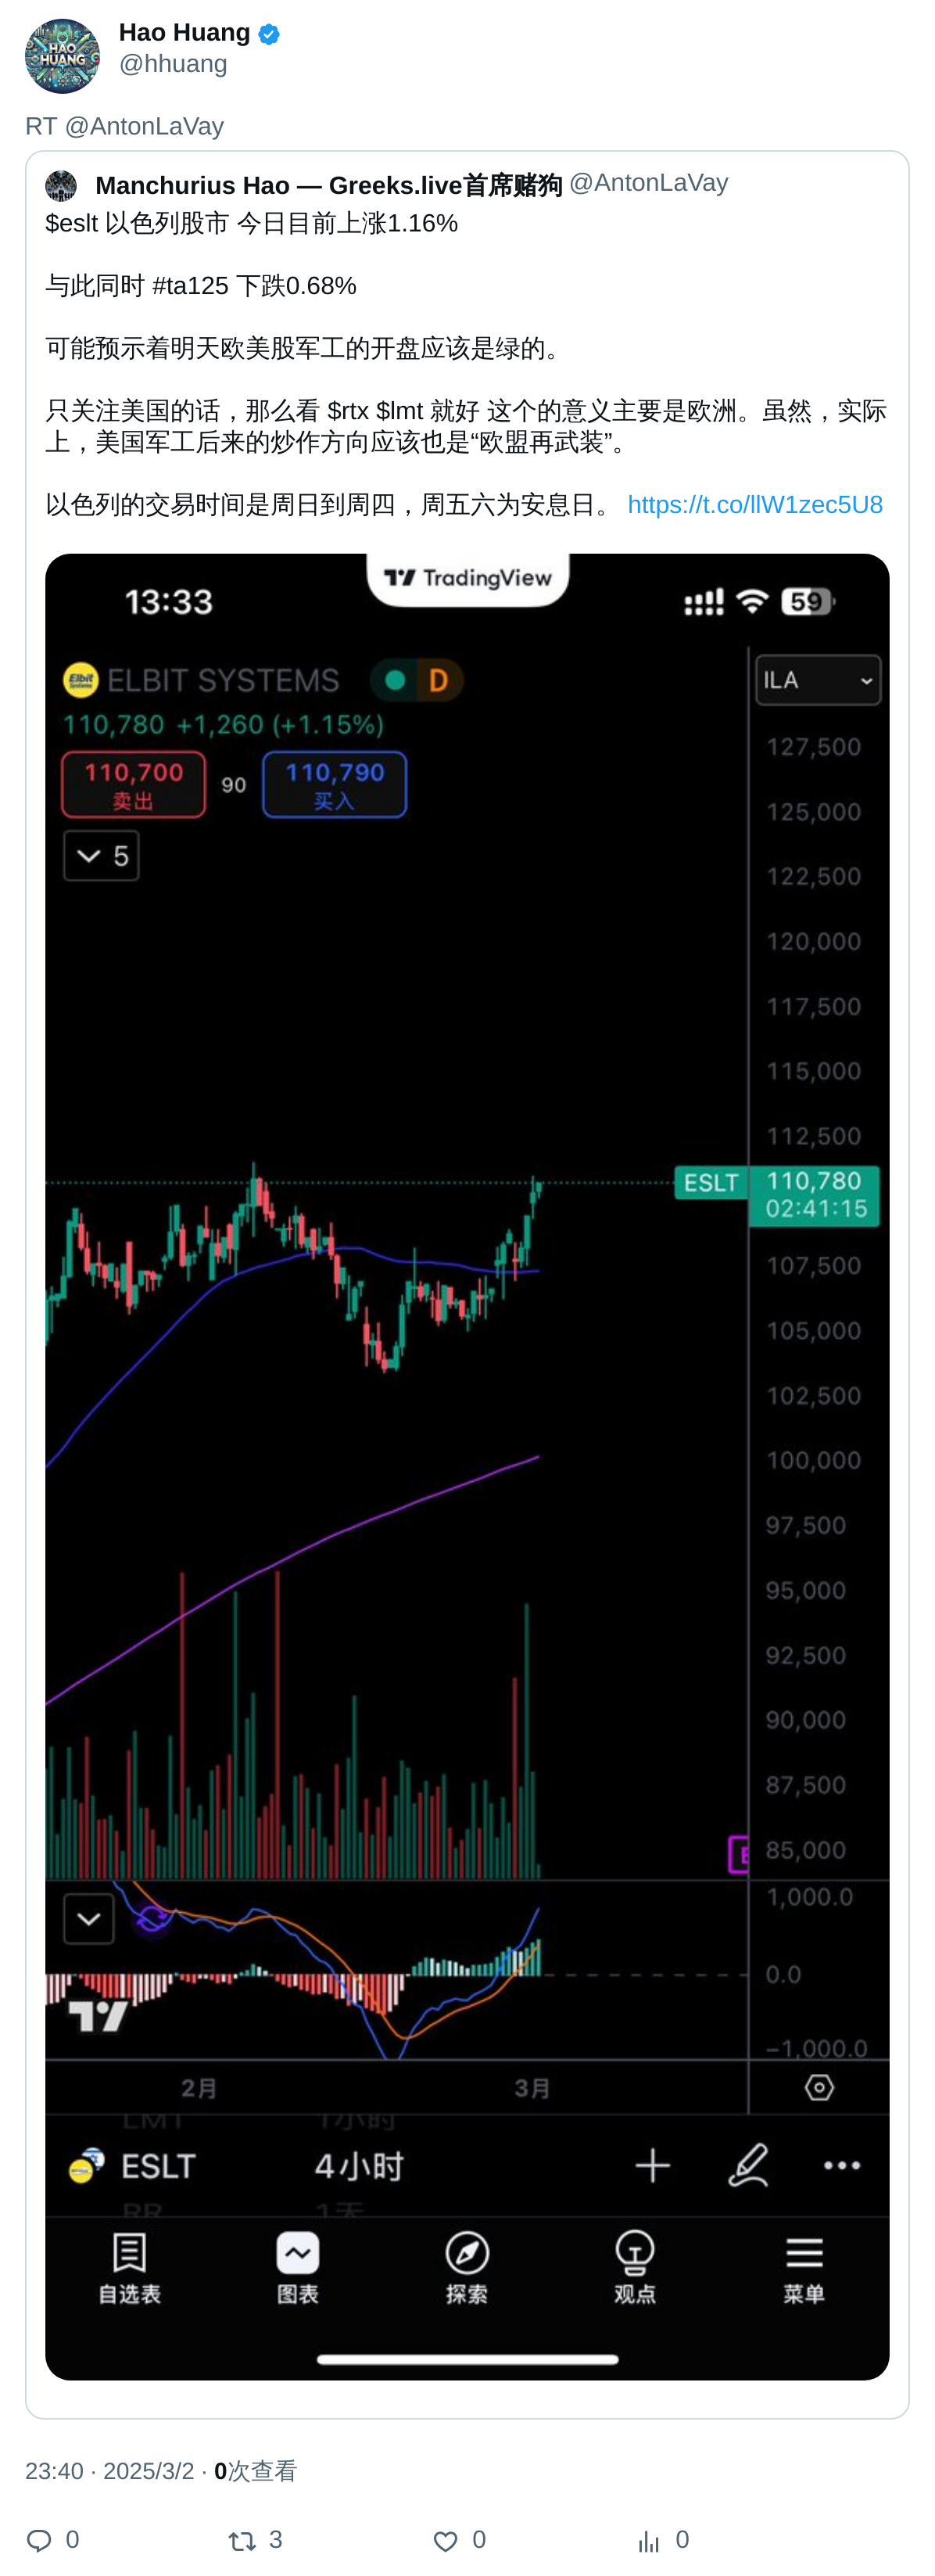 Hao Huang
@hhuang
RT @AntonLaVay
Manchurius Hao — Greeks.live首席赌狗 @AntonLaVay
$eslt 以色列股市 今日目前上涨1.16%
与此同时 #ta125 下跌0.68%
可能预示着明天欧美股军工的开盘应该是绿的。
只关注美国的话，那么看 $rtx $lmt 就好 这个的意义主要是欧洲。虽然，实际
上，美国军工后来的炒作方向应该也是“欧盟再武装”。
以色列的交易时间是周日到周四，周五六为安息日。 https://t.co/llW1zec5U8
TradingView
13:33
59
Elbit Systems
ELBIT SYSTEMS
D
ILA
110,780 +1,260 (+1.15%)
127,500
110,700
卖出
90
110,790
买入
125,000
5
122,500
120,000
117,500
115,000
112,500
ESLT
110,780
02:41:15
107,500
105,000
102,500
100,000
97,500
95,000
92,500
90,000
87,500
85,000
E
1,000.0
0.0
−1,000.0
2月
3月
LMT
1小时
ESLT
4小时
RR
1天
自选表
图表
探索
观点
菜单
23:40 · 2025/3/2 · 0次查看
0
3
0
0